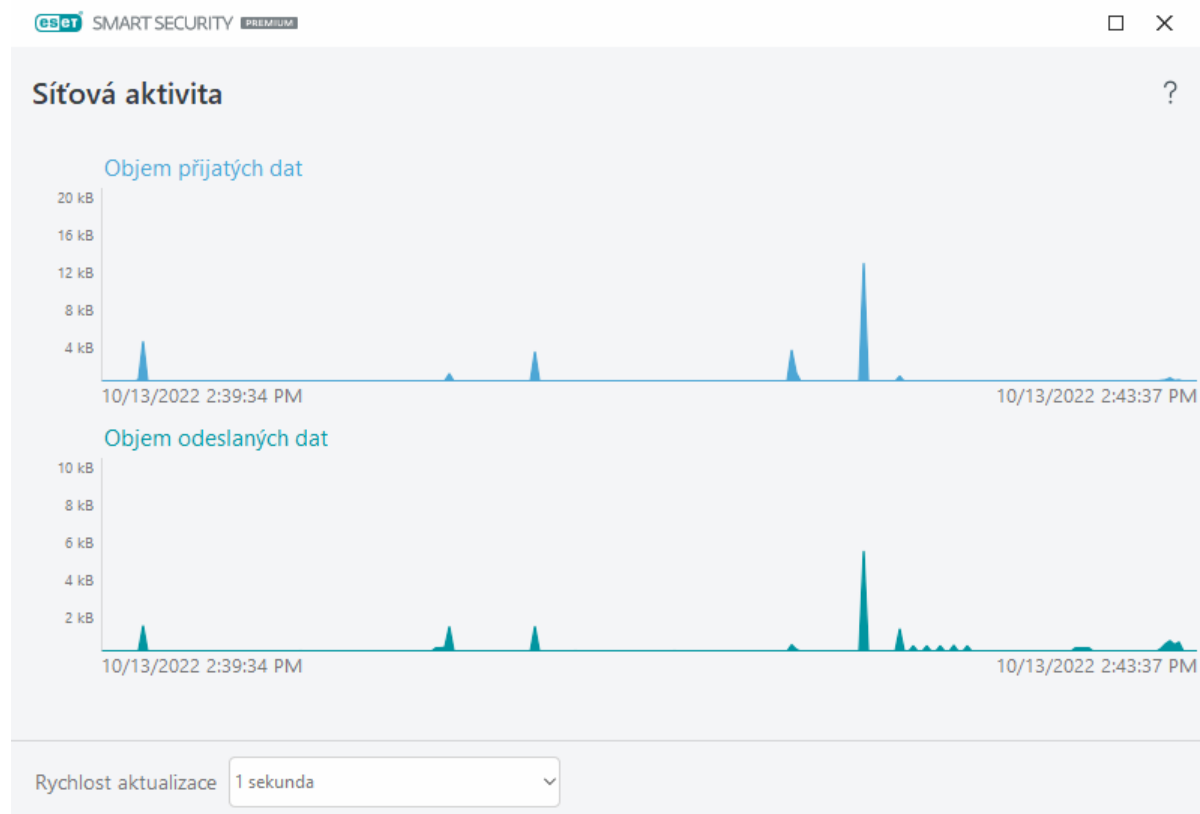 eseT SMART SECURITY PREMIUM
Síťová aktivita
?
Objem přijatých dat
20 kB
16 kB
12 kB
8 kB
4 kB
10/13/2022 2:39:34 PM 10/13/2022 2:43:37 PM
Objem odeslaných dat
10 kB
8 kB
6 kB
4 kB
2 kB
10/13/2022 2:39:34 PM 10/13/2022 2:43:37 PM
Rychlost aktualizace 1 sekunda